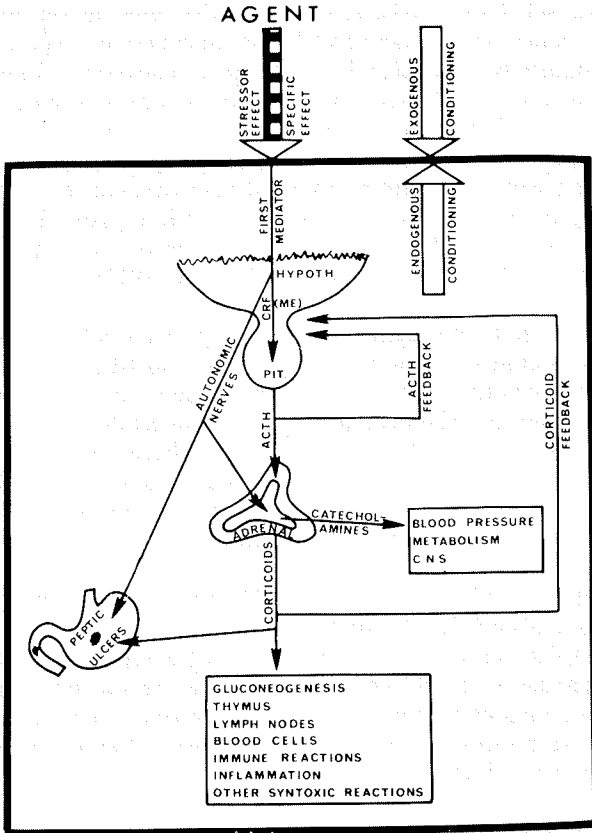 AGENT
STRESSOR
EFFECT
SPECIFIC
EFFECT
EXOGENOUS
CONDITIONING
ENDOGENOUS
CONDITIONING
FIRST
MEDIATOR
HYPOTH
CRF (ME)
PIT.
AUTONOMIC
NERVES
ACTH
FEEDBACK
CORTICOID
FEEDBACK
ACTH
ADRENAL
CATECHOL-
AMINES
BLOOD PRESSURE
METABOLISM
CNS
CORTICOIDS
PEPTIC
ULCERS
GLUCONEOGENESIS
THYMUS
LYMPH NODES
BLOOD CELLS
IMMUNE REACTIONS
INFLAMMATION
OTHER SYNTOXIC REACTIONS